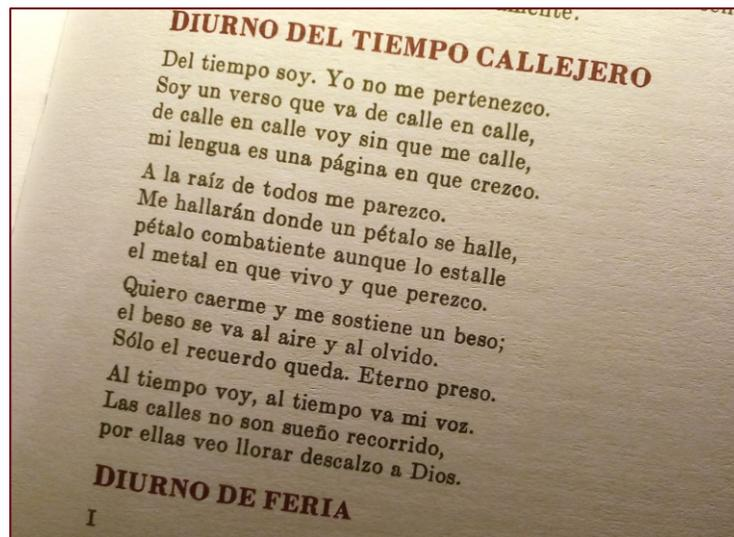 DIURNO DEL TIEMPO CALLEJERO
Del tiempo soy. Yo no me pertenezco.
Soy un verso que va de calle en calle,
de calle en calle voy sin que me calle,
mi lengua es una página en que crezco.
A la raíz de todos me parezco.
Me hallarán donde un pétalo se halle,
pétalo combatiente aunque lo estalle
el metal en que vivo y que perezco.
Quiero caerme y me sostiene un beso;
el beso se va al aire y al olvido.
Sólo el recuerdo queda. Eterno preso.
Al tiempo voy, al tiempo va mi voz.
Las calles no son sueño recorrido,
por ellas veo llorar descalzo a Dios.
DIURNO DE FERIA
I